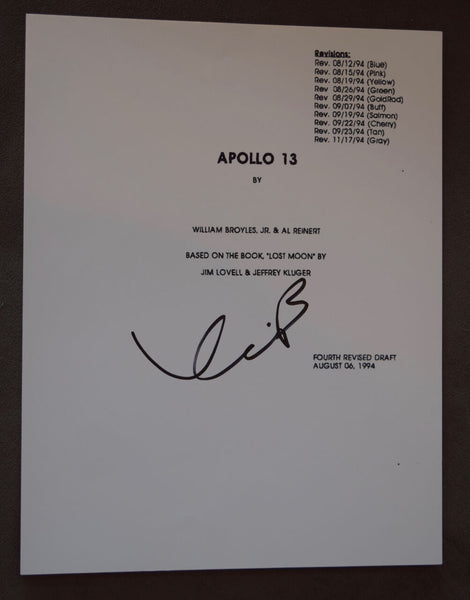 Revisions:
Rev. 08/12/94 (Blue)
Rev. 08/15/94 (Pink)
Rev. 08/19/94 (Yellow)
Rev 08/26/94 (Green)
Rev 08/29/94 (GoldRod)
Rev. 09/07/94 (Buff)
Rev. 09/19/94 (Salmon)
Rev. 09/22/94 (Cherry)
Rev. 09/23/94 (Tan)
Rev. 11/17/94 (Gray)
APOLLO 13
BY
WILLIAM BROYLES, JR. & AL REINERT
BASED ON THE BOOK, "LOST MOON" BY
JIM LOVELL & JEFFREY KLUGER
FOURTH REVISED DRAFT
AUGUST 06, 1994